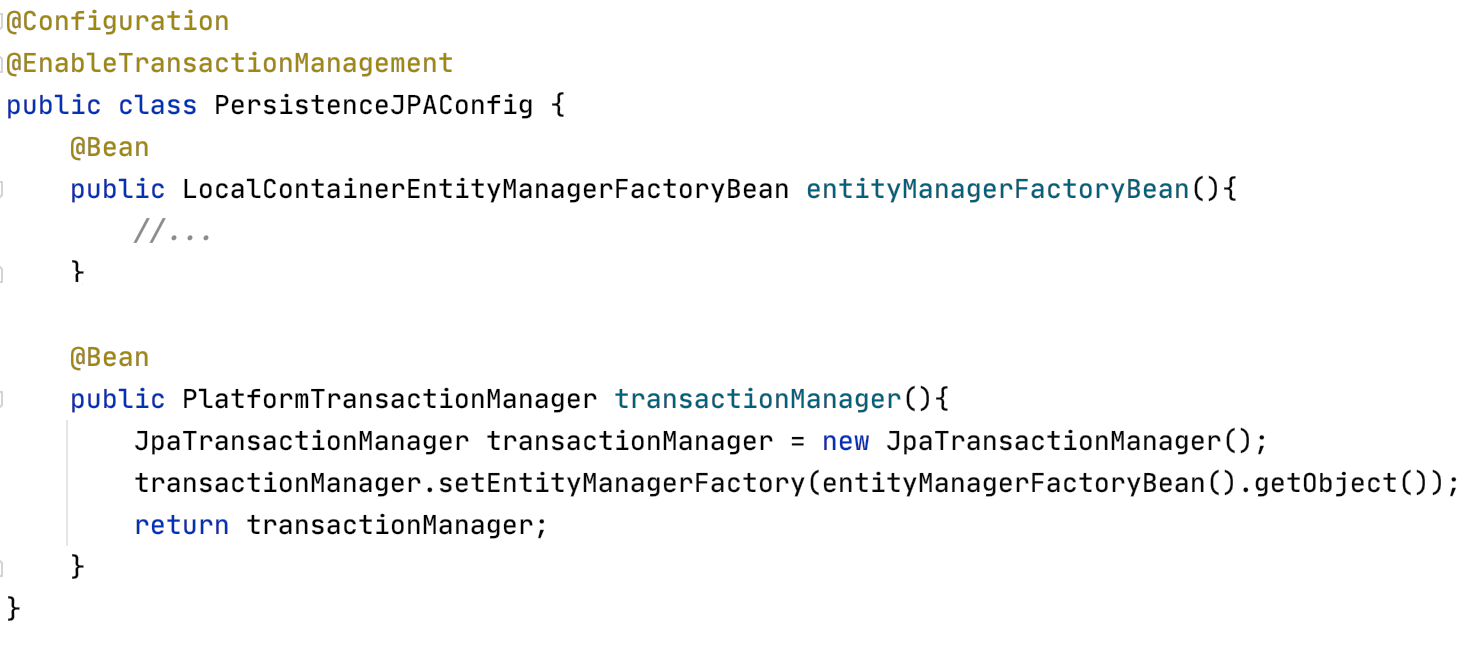 @Configuration
@EnableTransactionManagement
public class PersistenceJPAConfig {
    @Bean
    public LocalContainerEntityManagerFactoryBean entityManagerFactoryBean(){
        //...
    }

    @Bean
    public PlatformTransactionManager transactionManager(){
        JpaTransactionManager transactionManager = new JpaTransactionManager();
        transactionManager.setEntityManagerFactory(entityManagerFactoryBean().getObject());
        return transactionManager;
    }
}